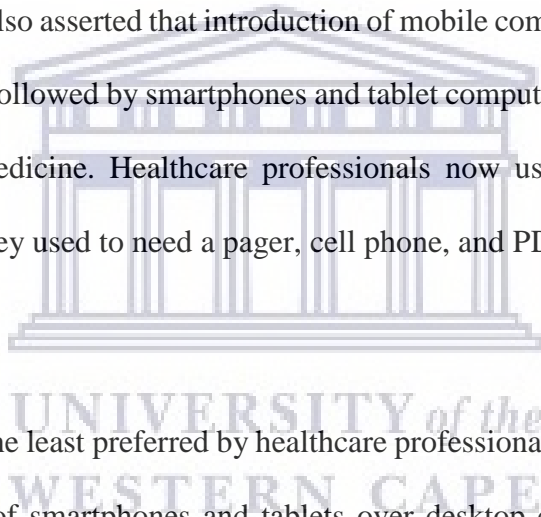 lso asserted that introduction of mobile com
ollowed by smartphones and tablet comput
edicine. Healthcare professionals now us
ey used to need a pager, cell phone, and PD
UNIVERSITY of the
ne least preferred by healthcare professiona
WESTERN CAPE
of smartphones and tablets over desktop